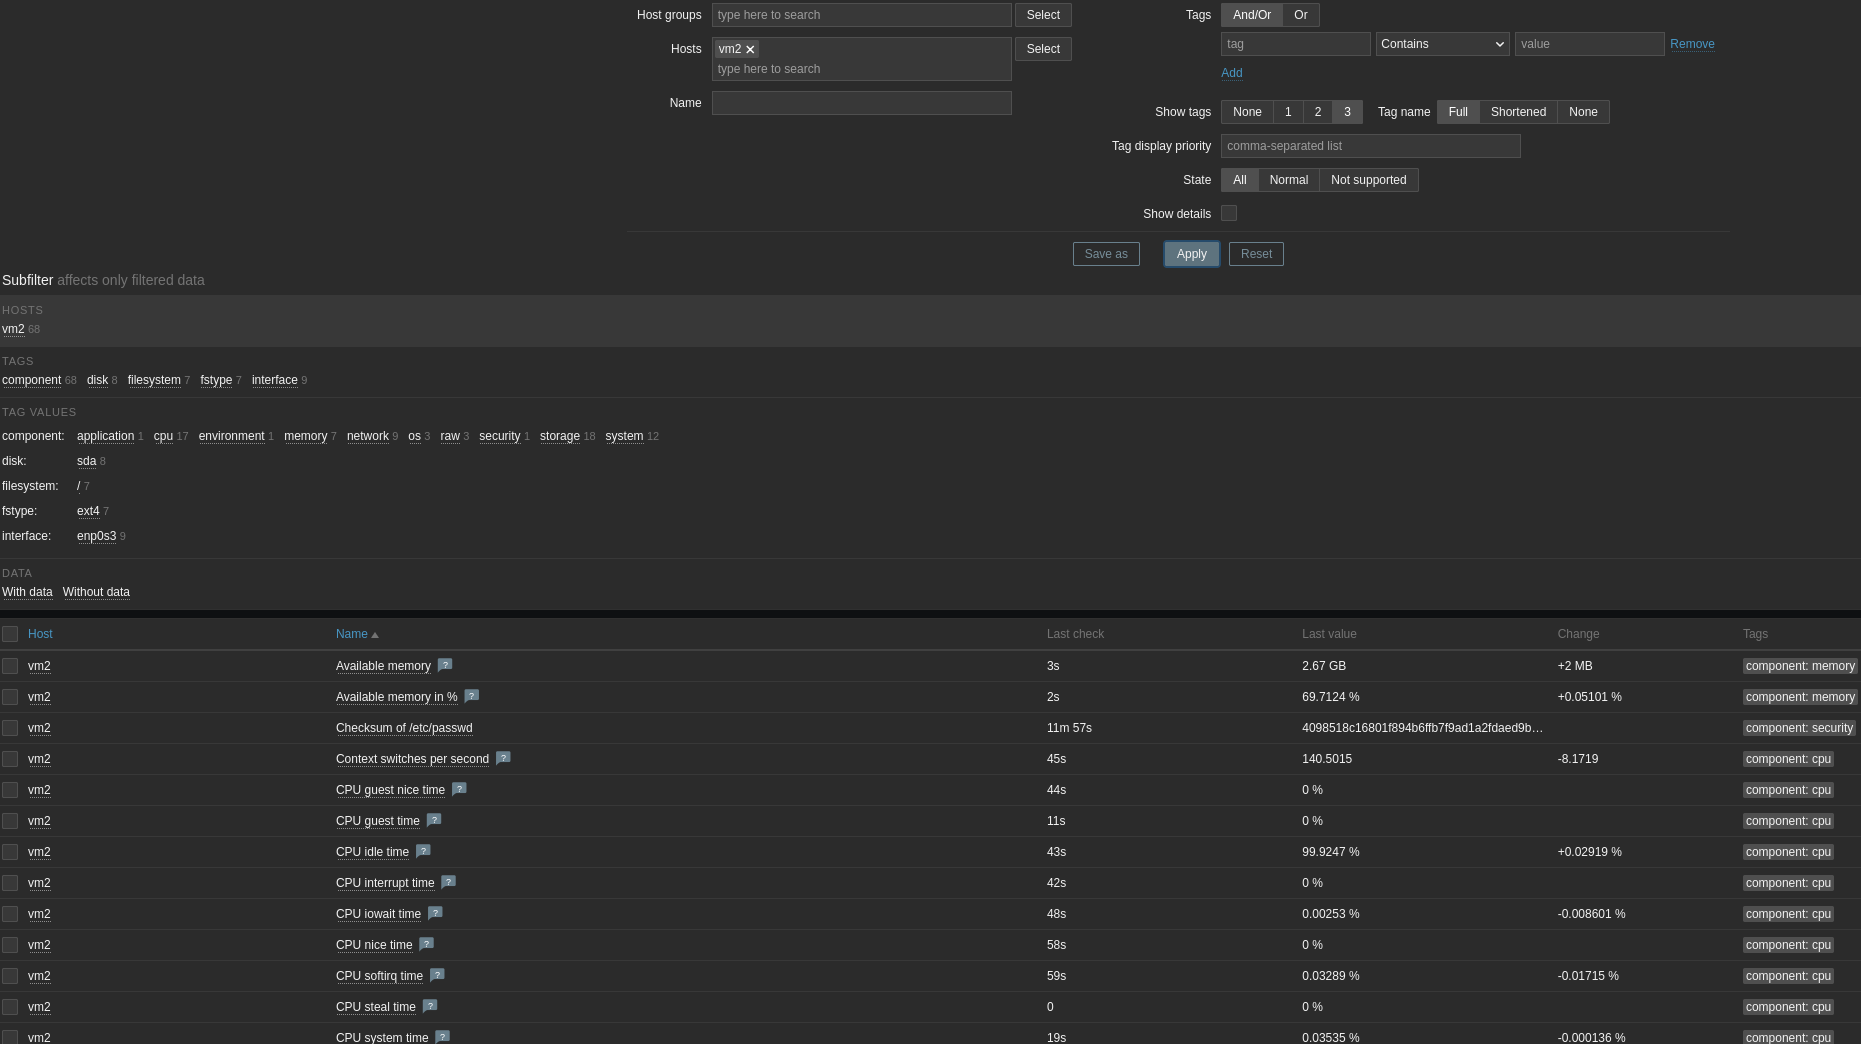 Host groups type here to search Select Tags And/Or Or
Hosts vm2 type here to search Select tag Contains value Remove
Add
Name
Show tags None 1 2 3 Tag name Full Shortened None
Tag display priority comma-separated list
State All Normal Not supported
Show details
Save as Apply Reset
Subfilter affects only filtered data
HOSTS
vm2 68
TAGS
component 68 disk 8 filesystem 7 fstype 7 interface 9
TAG VALUES
component: application 1 cpu 17 environment 1 memory 7 network 9 os 3 raw 3 security 1 storage 18 system 12
disk: sda 8
filesystem: / 7
fstype: ext4 7
interface: enp0s3 9
DATA
With data Without data
Host Name Last check Last value Change Tags
vm2 Available memory ? 3s 2.67 GB +2 MB component: memory
vm2 Available memory in % ? 2s 69.7124 % +0.05101 % component: memory
vm2 Checksum of /etc/passwd 11m 57s 4098518c16801f894b6ffb7f9ad1a2fdaed9b… component: security
vm2 Context switches per second ? 45s 140.5015 -8.1719 component: cpu
vm2 CPU guest nice time ? 44s 0 % component: cpu
vm2 CPU guest time ? 11s 0 % component: cpu
vm2 CPU idle time ? 43s 99.9247 % +0.02919 % component: cpu
vm2 CPU interrupt time ? 42s 0 % component: cpu
vm2 CPU iowait time ? 48s 0.00253 % -0.008601 % component: cpu
vm2 CPU nice time ? 58s 0 % component: cpu
vm2 CPU softirq time ? 59s 0.03289 % -0.01715 % component: cpu
vm2 CPU steal time ? 0 0 % component: cpu
vm2 CPU system time ? 19s 0.03535 % -0.000136 % component: cpu